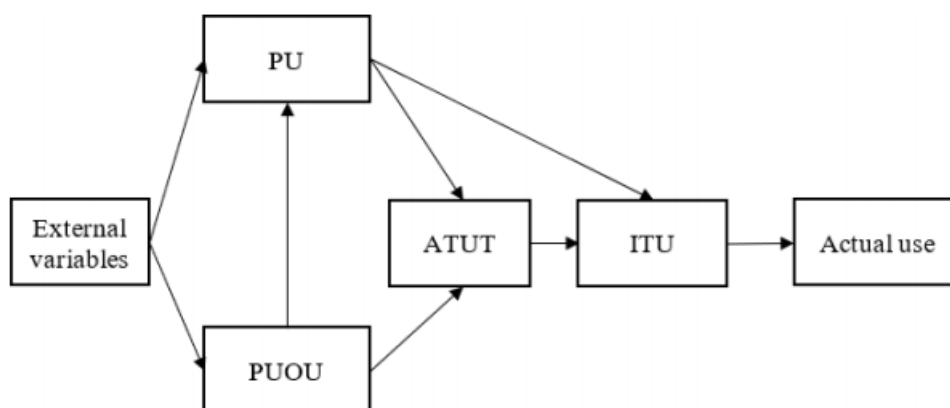 PU
External
variables
ATUT
ITU
Actual use
PUOU